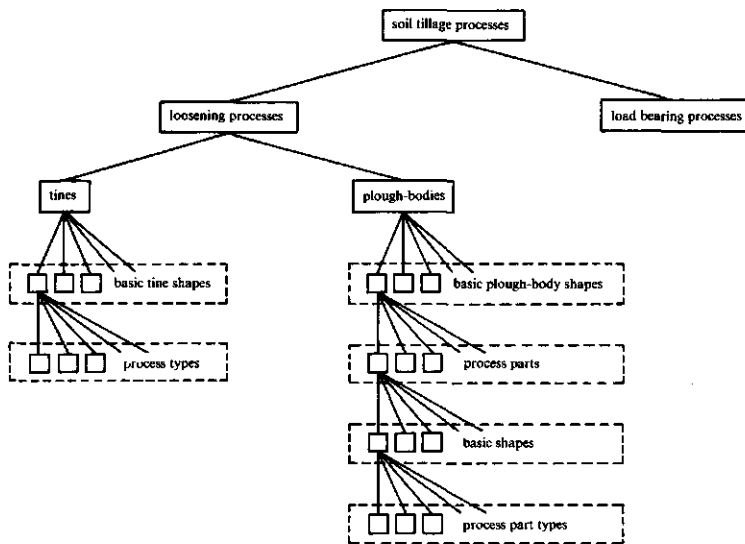 soil tillage processes
loosening processes
load bearing processes
tines
plough-bodies
basic tine shapes
basic plough-body shapes
process types
process parts
basic shapes
process part types